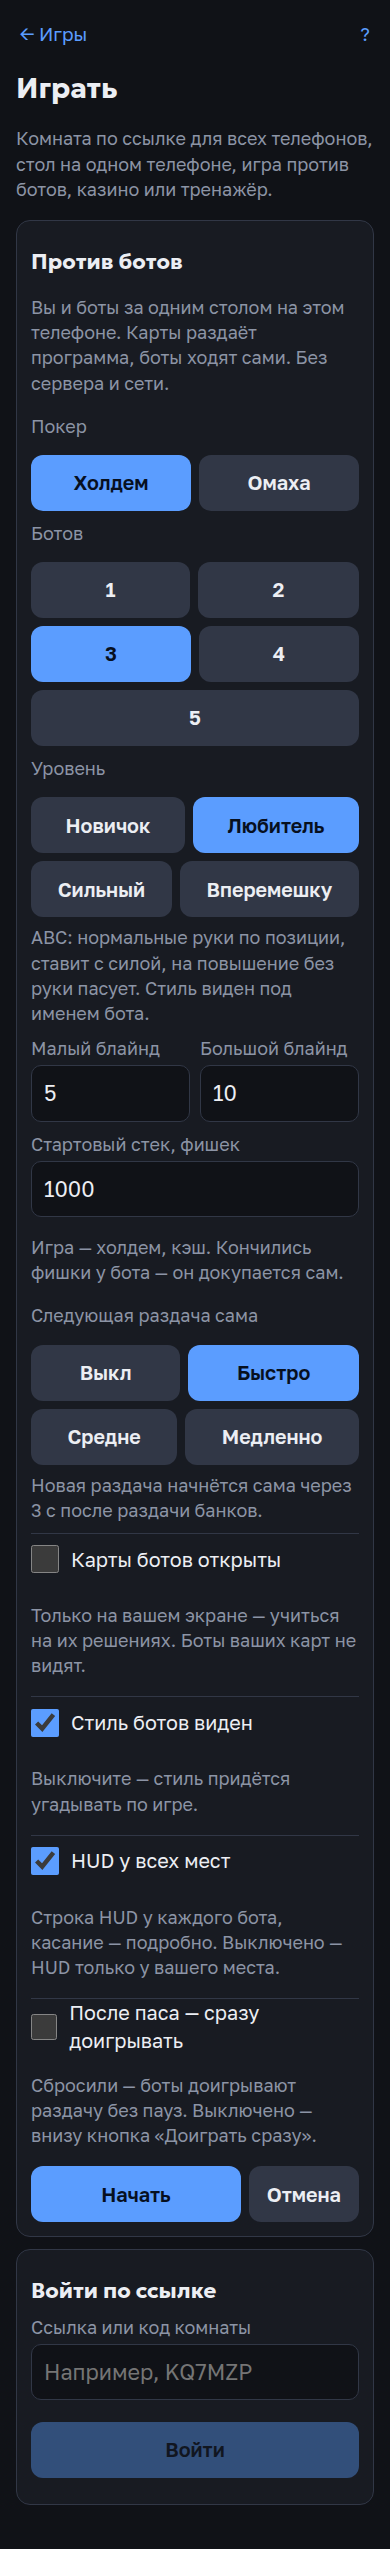 ← Игры
?
Играть
Комната по ссылке для всех телефонов,
стол на одном телефоне, игра против
ботов, казино или тренажёр.
Против ботов
Вы и боты за одним столом на этом
телефоне. Карты раздаёт
программа, боты ходят сами. Без
сервера и сети.
Покер
Холдем
Омаха
Ботов
1
2
3
4
5
Уровень
Новичок
Любитель
Сильный
Вперемешку
ABC: нормальные руки по позиции,
ставит с силой, на повышение без
руки пасует. Стиль виден под
именем бота.
Малый блайнд
Большой блайнд
5
10
Стартовый стек, фишек
1000
Игра — холдем, кэш. Кончились
фишки у бота — он докупается сам.
Следующая раздача сама
Выкл
Быстро
Средне
Медленно
Новая раздача начнётся сама через
3 с после раздачи банков.
Карты ботов открыты
Только на вашем экране — учиться
на их решениях. Боты ваших карт не
видят.
Стиль ботов виден
Выключите — стиль придётся
угадывать по игре.
HUD у всех мест
Строка HUD у каждого бота,
касание — подробно. Выключено —
HUD только у вашего места.
После паса — сразу
доигрывать
Сбросили — боты доигрывают
раздачу без пауз. Выключено —
внизу кнопка «Доиграть сразу».
Начать
Отмена
Войти по ссылке
Ссылка или код комнаты
Например, KQ7MZP
Войти